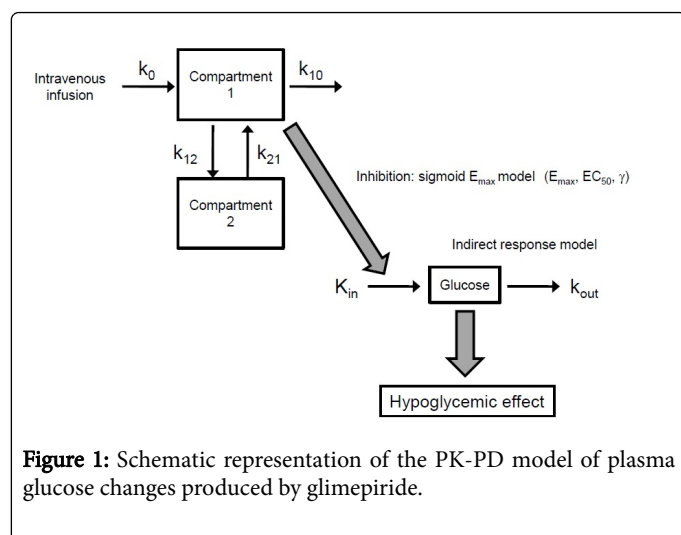 Intravenous
infusion
k0
Compartment
1
k10
k12
k21
Compartment
2
Inhibition: sigmoid Emax model (Emax, EC50, γ)
Indirect response model
Kin
Glucose
kout
Hypoglycemic effect
Figure 1: Schematic representation of the PK-PD model of plasma
glucose changes produced by glimepiride.